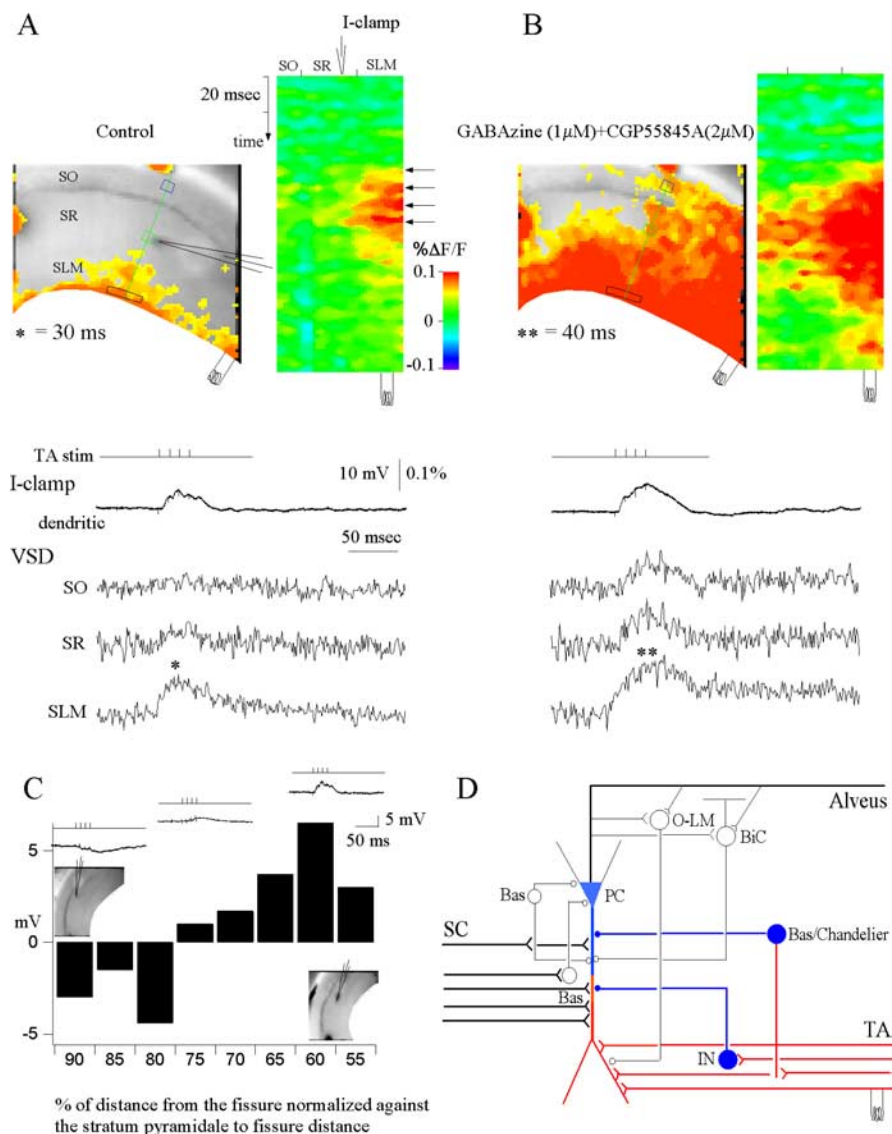 A
I-clamp
B
SO
SR
SLM
20 msec
time
Control
GABAzine (1μM)+CGP55845A(2μM)
SO
SR
SLM
* = 30 ms
%ΔF/F
0.1
0
-0.1
** = 40 ms
TA stim
10 mV
0.1%
I-clamp
dendritic
50 msec
VSD
SO
SR
*
**
SLM
C
5 mV
50 ms
5
mV
0
-5
90 85 80 75 70 65 60 55
% of distance from the fissure normalized against
the stratum pyramidale to fissure distance
D
Alveus
O-LM
BiC
Bas
PC
SC
Bas/Chandelier
Bas
TA
IN